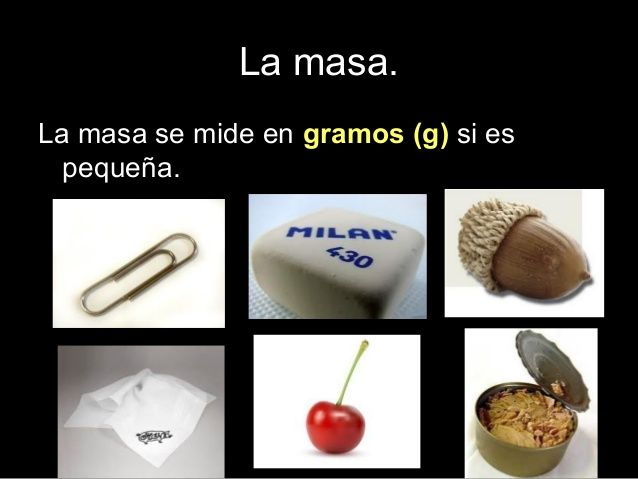 La masa.
La masa se mide en gramos (g) si es
pequeña.
MILAN
430